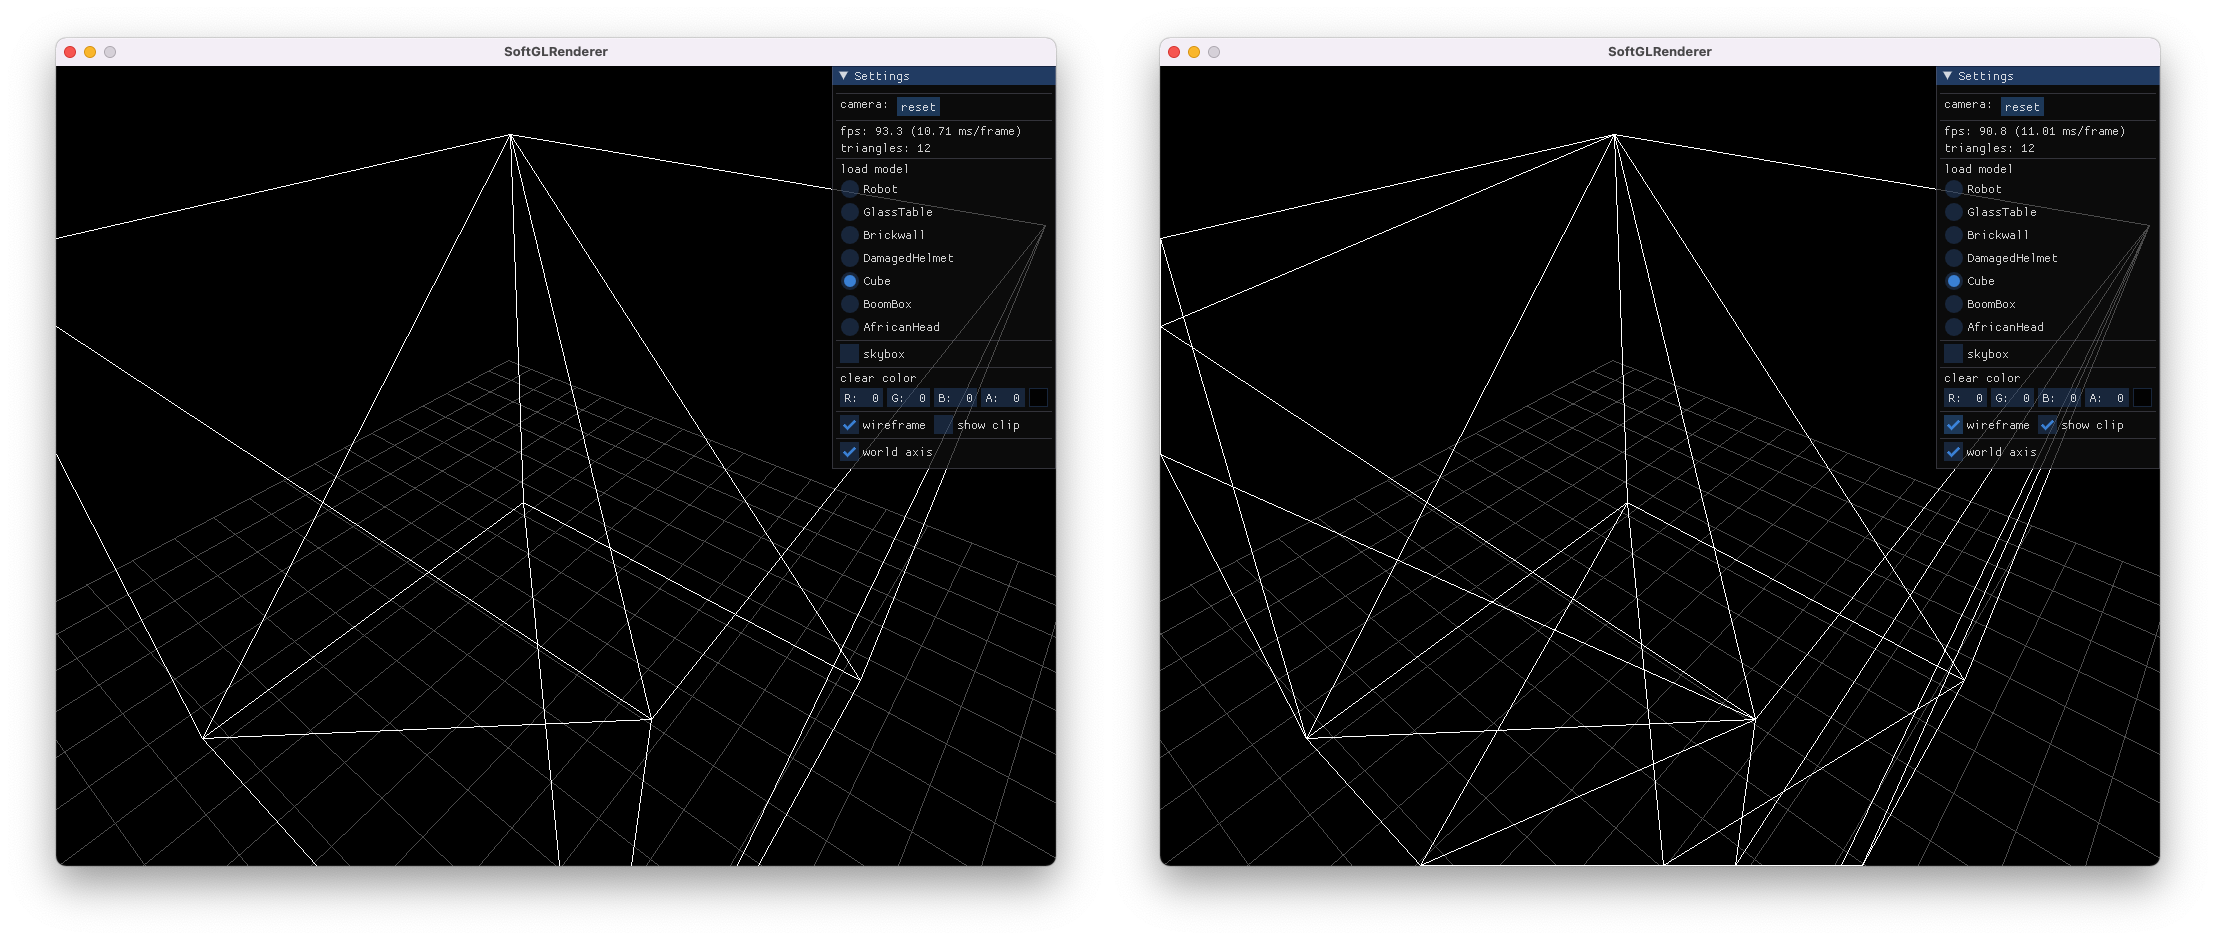 SoftGLRenderer
▼ Settings
camera: reset
fps: 93.3 (10.71 ms/frame)
triangles: 12
load model
Robot
GlassTable
Brickwall
DamagedHelmet
Cube
BoomBox
AfricanHead
skybox
clear color
R: 0 G: 0 B: 0 A: 0
wireframe show clip
world axis
SoftGLRenderer
▼ Settings
camera: reset
fps: 90.8 (11.01 ms/frame)
triangles: 12
load model
Robot
GlassTable
Brickwall
DamagedHelmet
Cube
BoomBox
AfricanHead
skybox
clear color
R: 0 G: 0 B: 0 A: 0
wireframe show clip
world axis